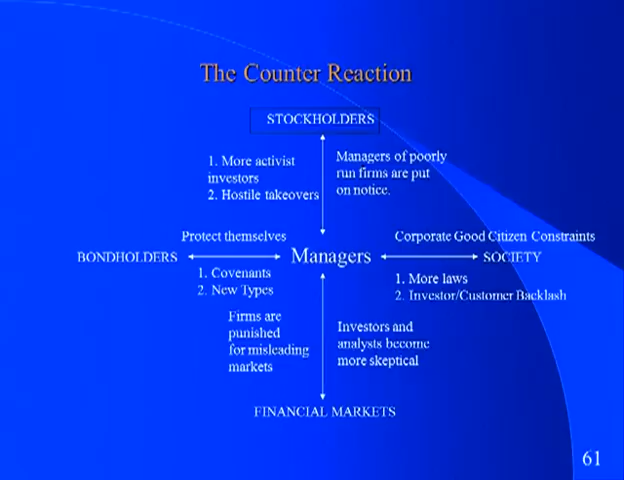 The Counter Reaction
STOCKHOLDERS
1. More activist
investors
2. Hostile takeovers
Managers of poorly
run firms are put
on notice.
Protect themselves
Corporate Good Citizen Constraints
BONDHOLDERS
Managers
SOCIETY
1. Covenants
2. New Types
1. More laws
2. Investor/Customer Backlash
Firms are
punished
for misleading
markets
Investors and
analysts become
more skeptical
FINANCIAL MARKETS
61